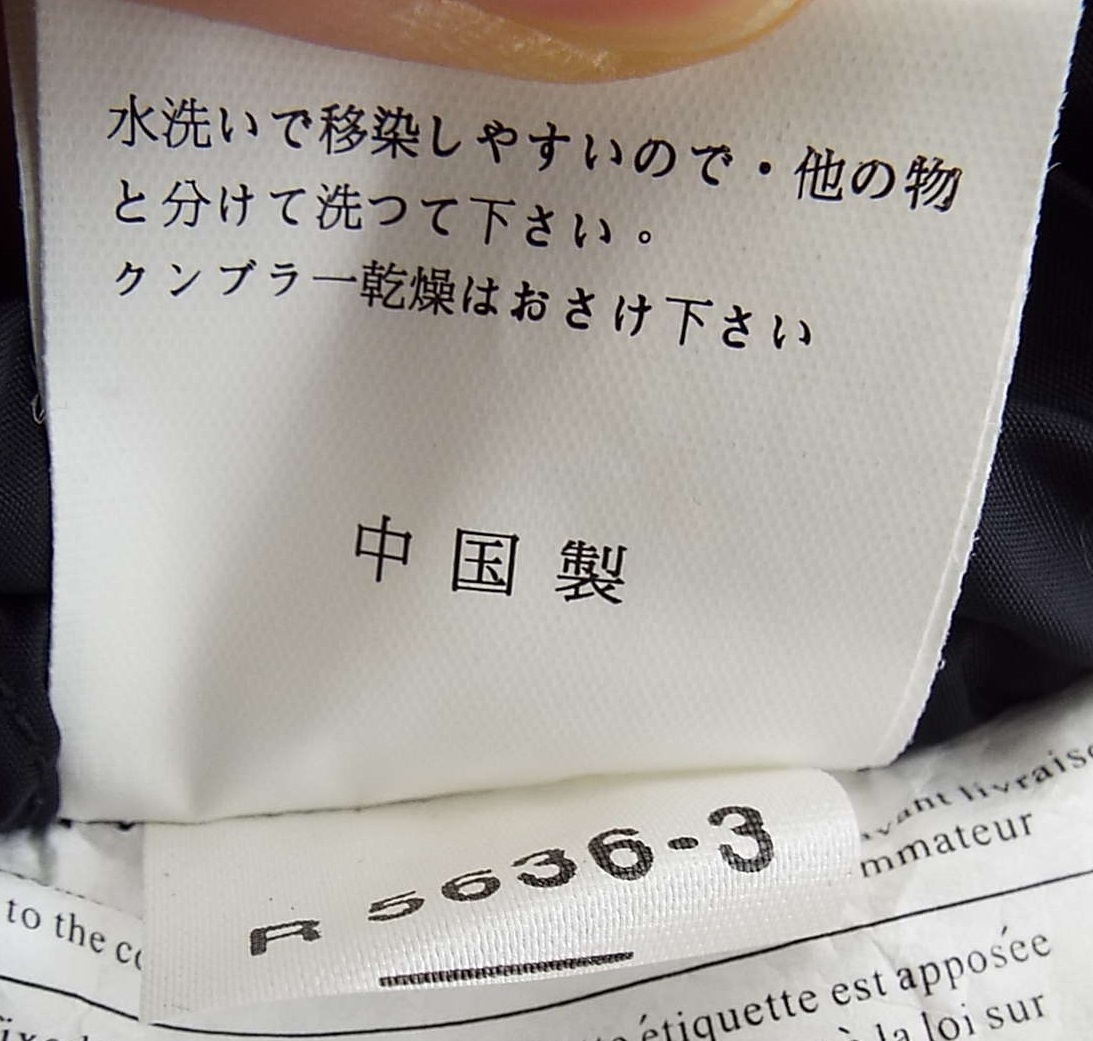 水洗いで移染しやすいので・他の物
と分けて洗つて下さい。
クンブラー乾燥はおさけ下さい
中国製
R 5636-3
to the
mmateur
étiquette est apposée
à la loi sur